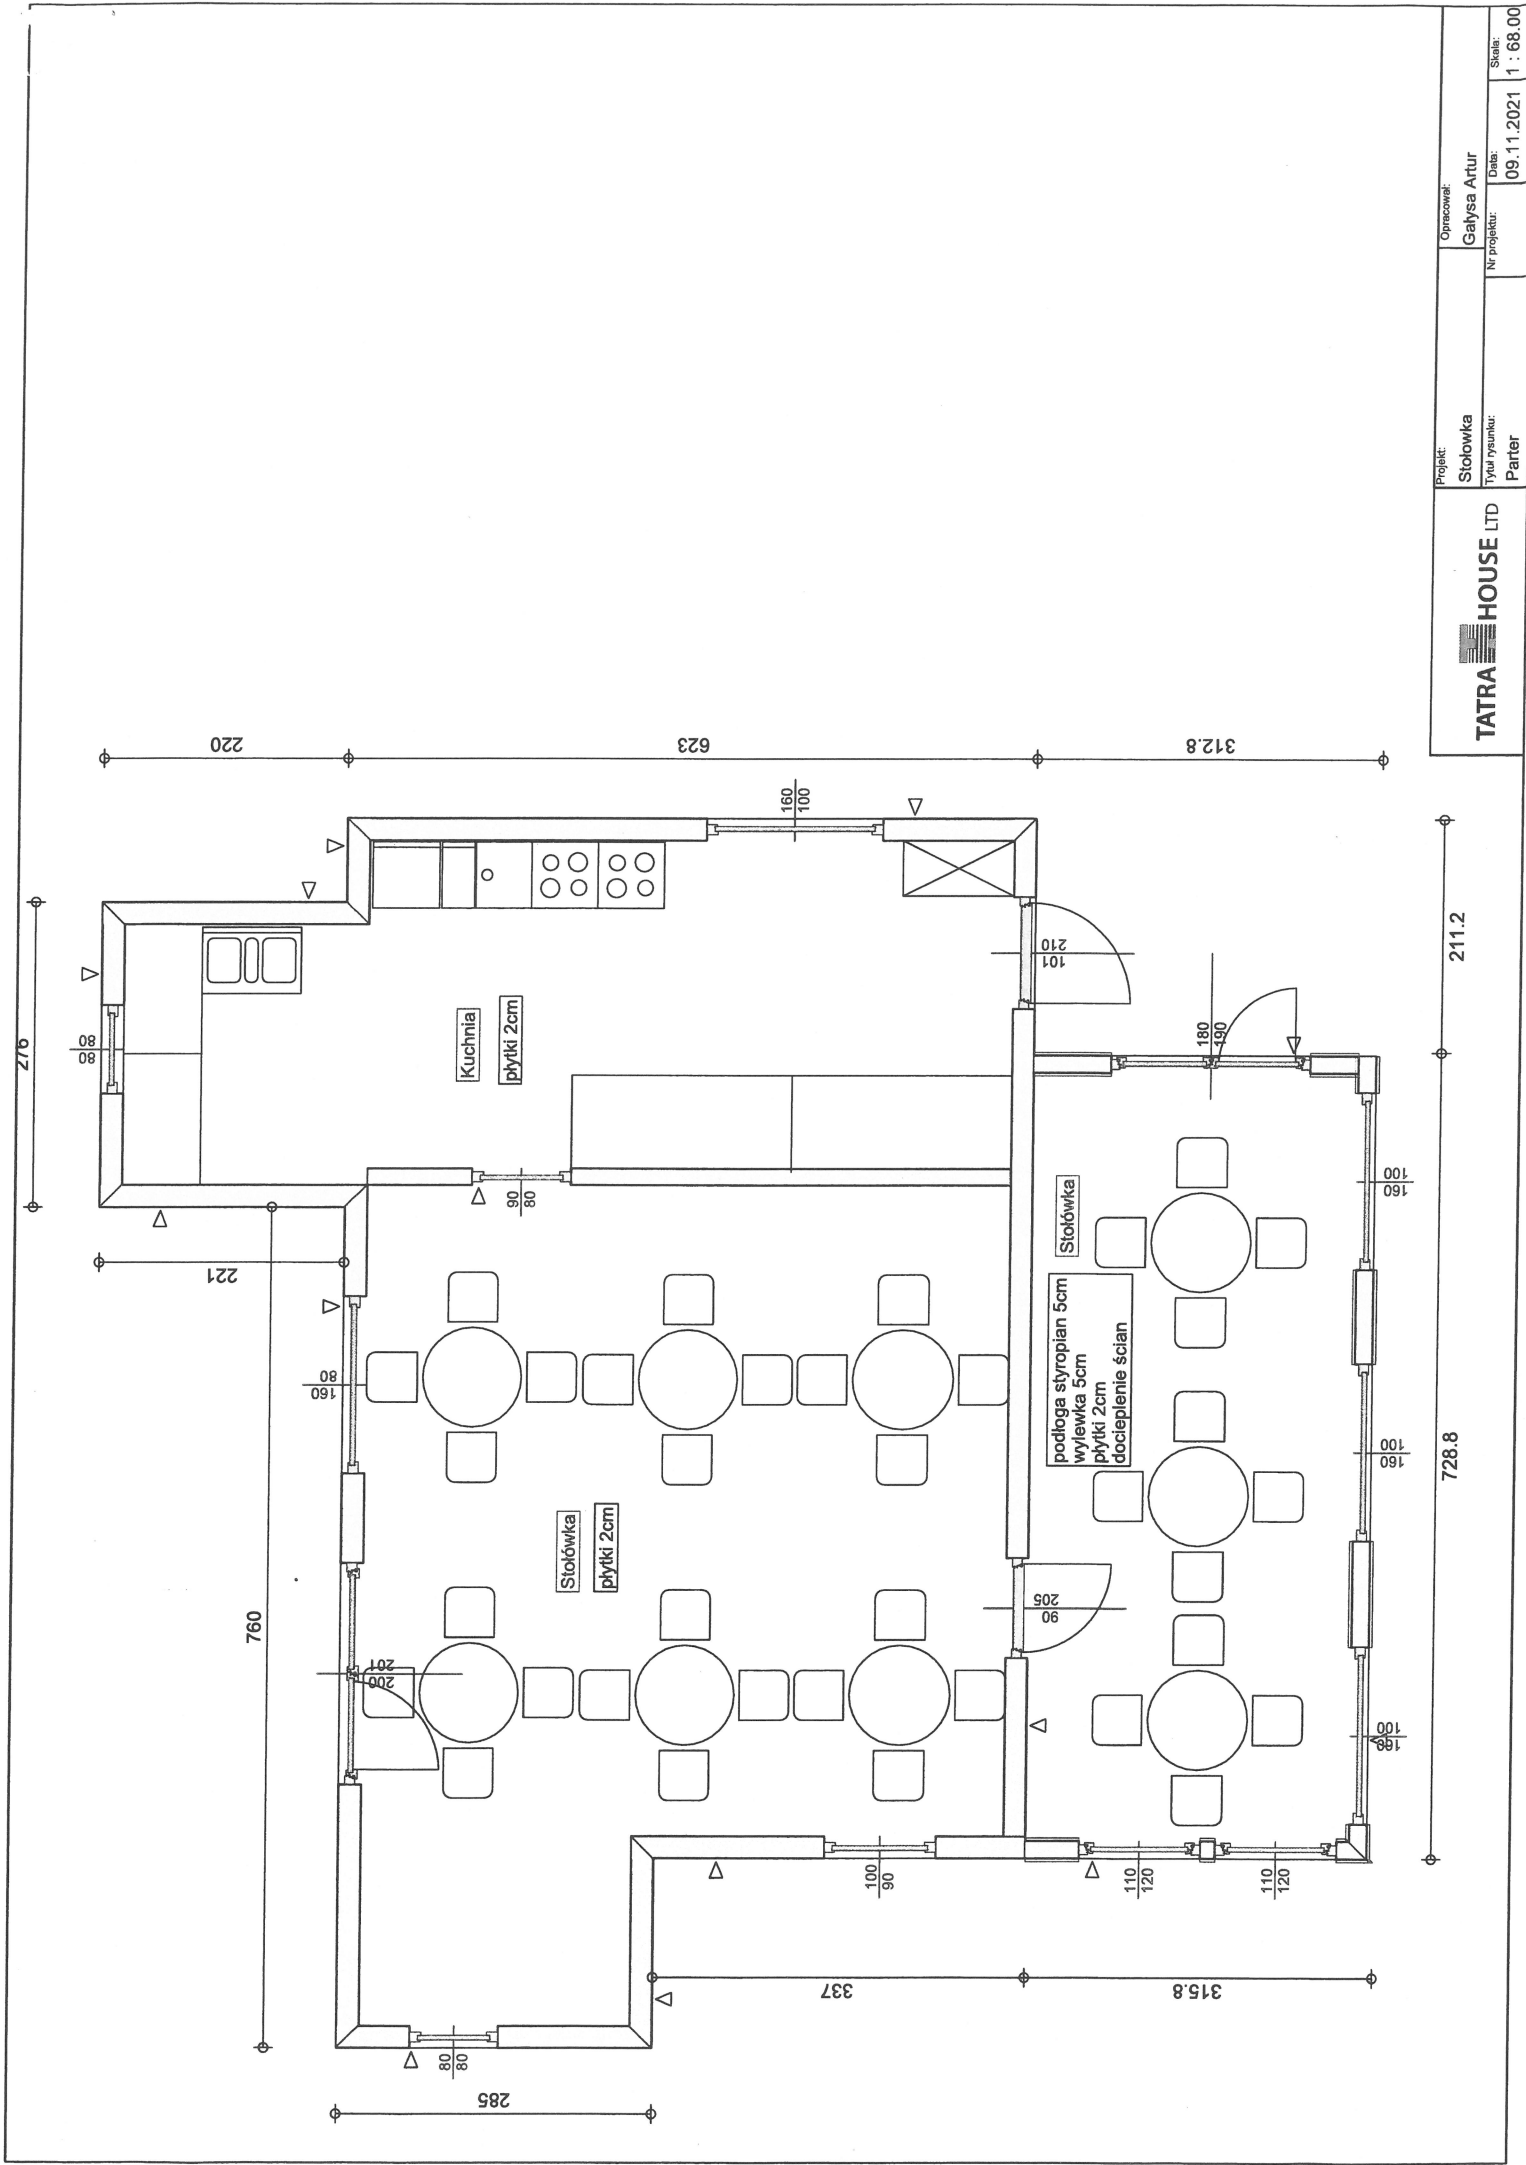 276
80
80
220
623
312.8
160
100
221
760
160
80
90
80
Kuchnia
płytki 2cm
101
210
211.2
180
190
200
201
Stołówka
płytki 2cm
Stołówka
podłoga styropian 5cm
wylewka 5cm
płytki 2cm
docieplenie ścian
90
205
160
100
160
100
160
100
728.8
100
90
110
120
110
120
80
80
285
337
315.8
TATRA HOUSE LTD
Projekt:
Stołowka
Opracował:
Gałysa Artur
Tytuł rysunku:
Parter
Nr projektu:
Data:
09.11.2021
Skala:
1 : 68.00